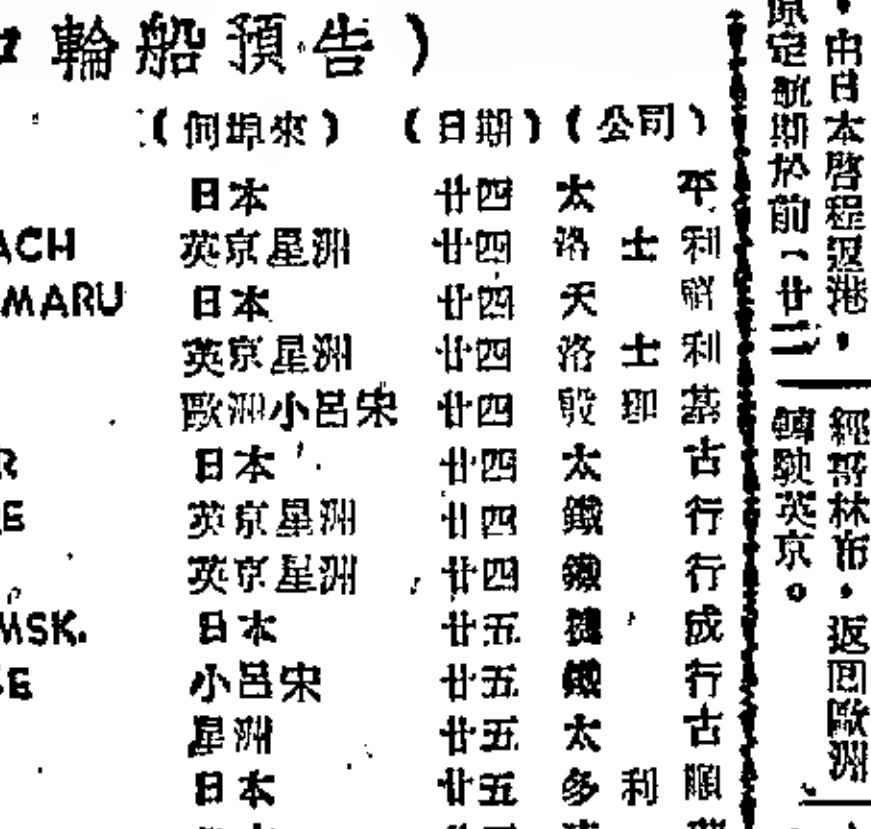 輪船預告)
(何埠來) (日期) (公司)
日本 廿四 太平
ACH 英京星洲 廿四 洛士利
MARU 日本 廿四 天祥
英京星洲 廿四 洛士利
歐洲小呂宋 廿四 殷即基
R 日本 廿四 太古
E 英京星洲 廿四 鐵行
英京星洲 廿四 鐵行
MSK. 日本 廿五 捷成
SE 小呂宋 廿五 鐵行
星洲 廿五 太古
日本 廿五 多利順
由日本啓程返港,
原定航期於前(廿二)
經哥林布,返回歐洲
轉駛英京。